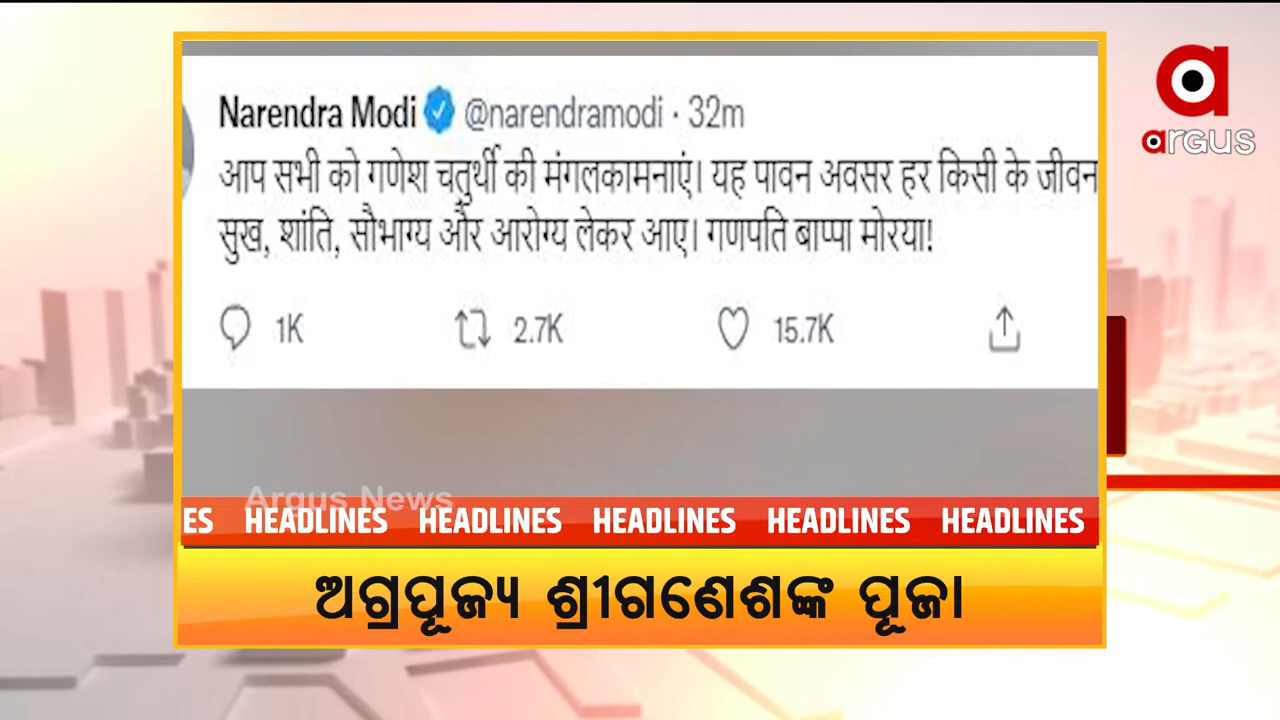 Narendra Modi @narendramodi · 32m
आप सभी को गणेश चतुर्थी की मंगलकामनाएं। यह पावन अवसर हर किसी के जीवन
सुख, शांति, सौभाग्य और आरोग्य लेकर आए। गणपति बाप्पा मोरया!
1K 2.7K 15.7K
argus
Argus News
ES HEADLINES HEADLINES HEADLINES HEADLINES HEADLINES
ଅଗ୍ରପୂଜ୍ୟ ଶ୍ରୀଗଣେଶଙ୍କ ପୂଜା